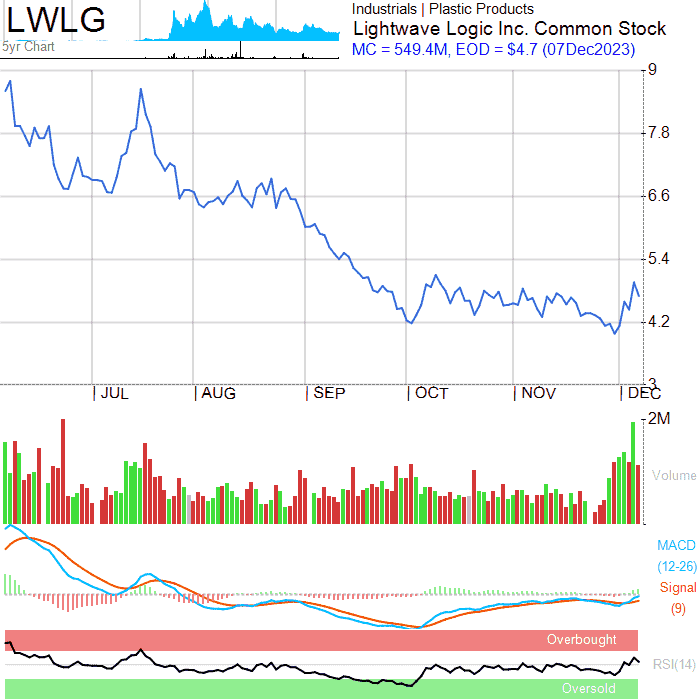 LWLG
5yr Chart
Industrials | Plastic Products
Lightwave Logic Inc. Common Stock
MC = 549.4M, EOD = $4.7 (07Dec2023)
9
7.8
6.6
5.4
4.2
3
JUL AUG SEP OCT NOV DEC
2M
Volume
MACD
(12-26)
Signal
(9)
Overbought
RSI(14)
Oversold